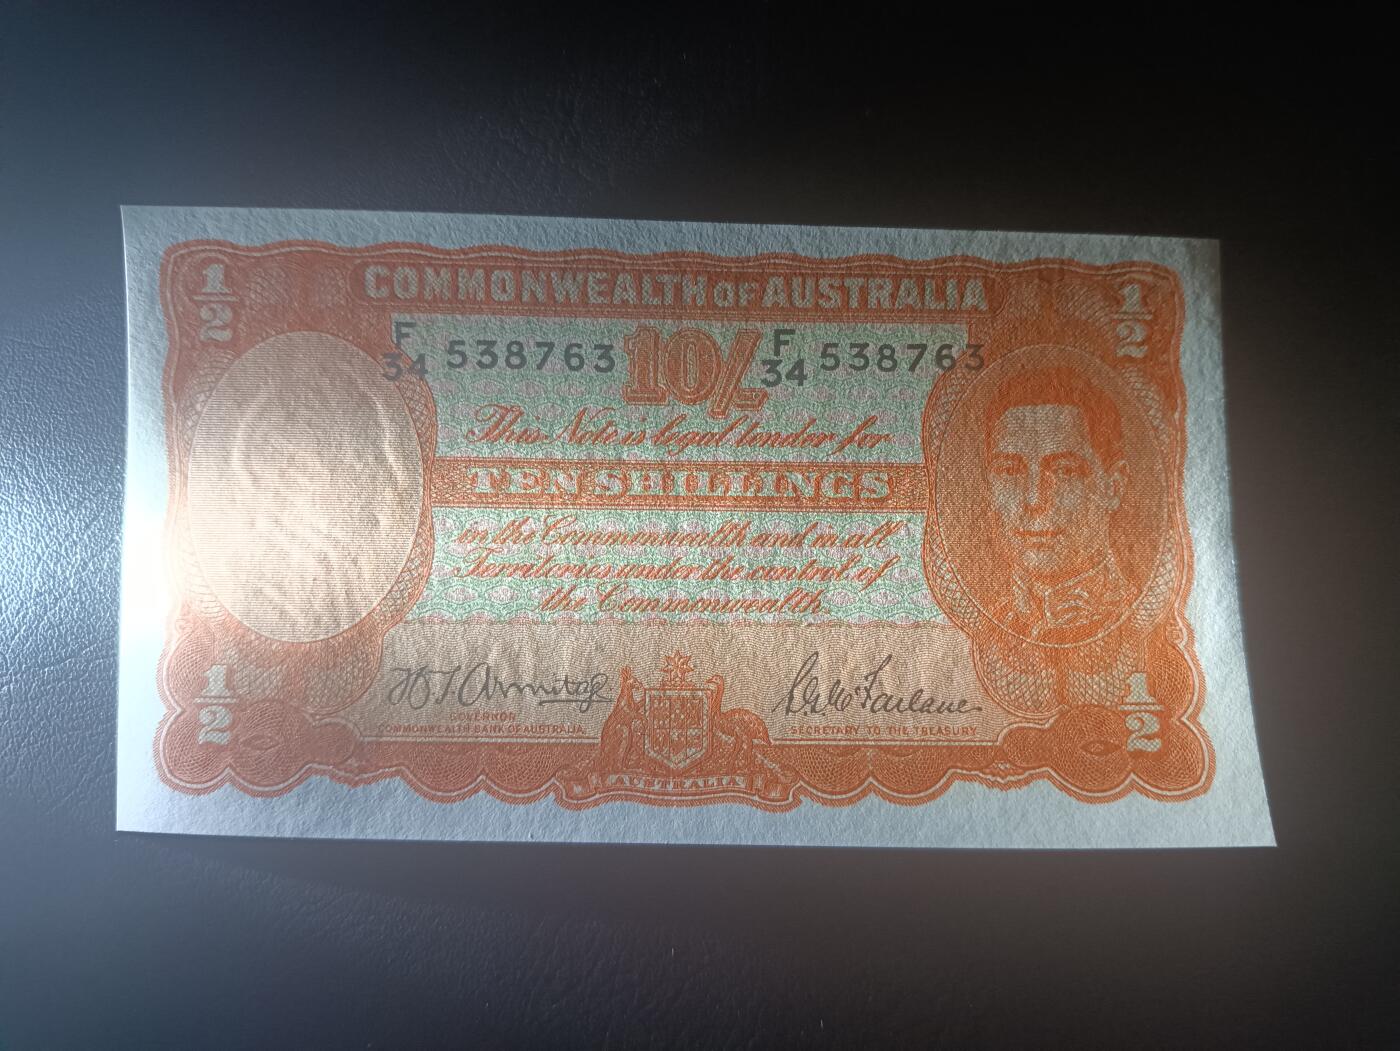 1/2 COMMONWEALTH OF AUSTRALIA 1/2
F/34 538763 10/- F/34 538763
This Note is legal tender for
TEN SHILLINGS
in the Commonwealth and in all
Territories under the control of
the Commonwealth.
H T Armitage
S G McFarlane
GOVERNOR
COMMONWEALTH BANK OF AUSTRALIA.
SECRETARY TO THE TREASURY
1/2 AUSTRALIA 1/2